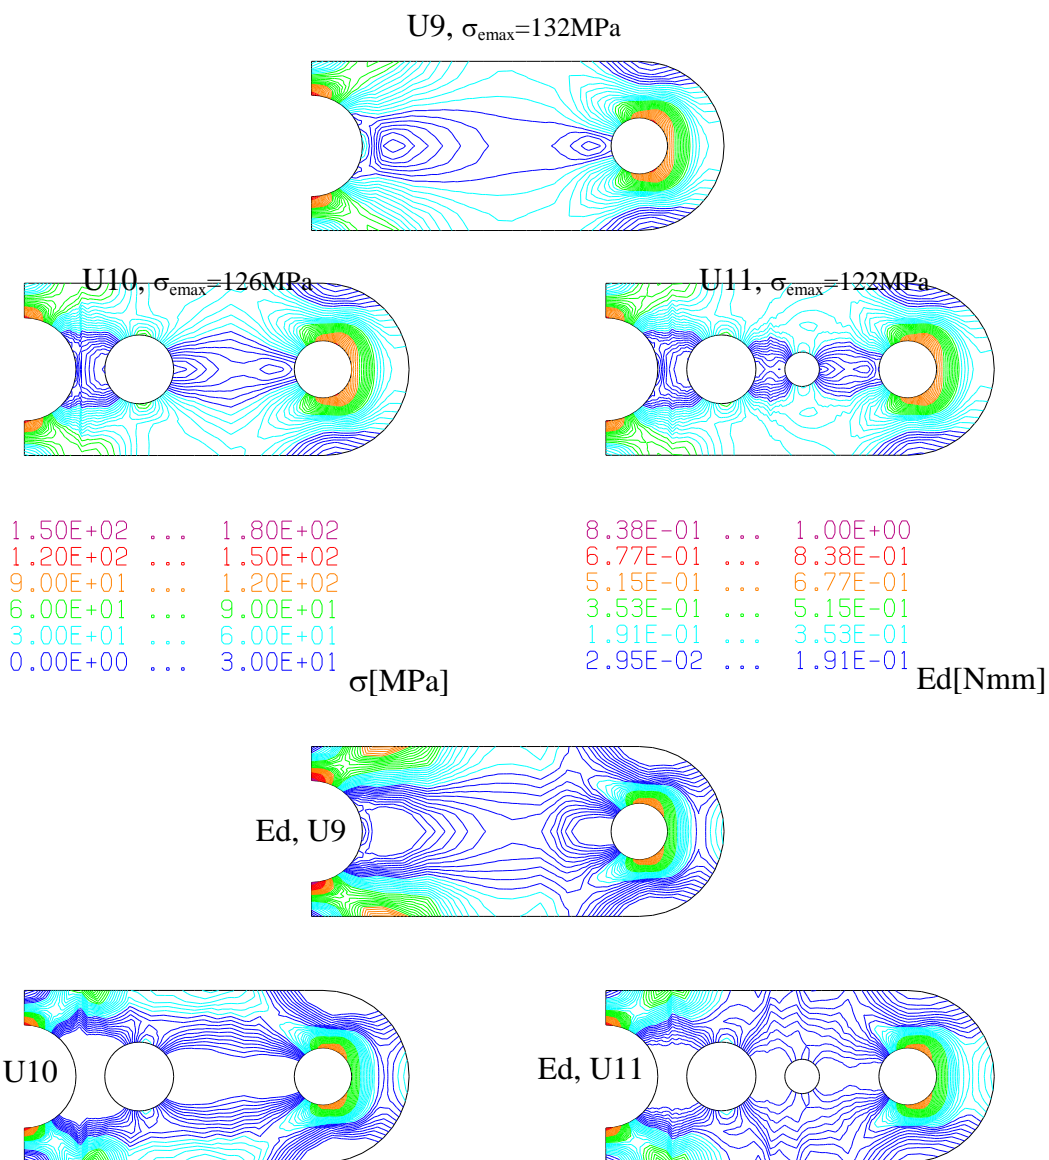 U9, σemax=132MPa
U10, σemax=126MPa
U11, σemax=122MPa
1.50E+02 ... 1.80E+02
1.20E+02 ... 1.50E+02
9.00E+01 ... 1.20E+02
6.00E+01 ... 9.00E+01
3.00E+01 ... 6.00E+01
0.00E+00 ... 3.00E+01
σ[MPa]
8.38E-01 ... 1.00E+00
6.77E-01 ... 8.38E-01
5.15E-01 ... 6.77E-01
3.53E-01 ... 5.15E-01
1.91E-01 ... 3.53E-01
2.95E-02 ... 1.91E-01
Ed[Nmm]
Ed, U9
U10
Ed, U11